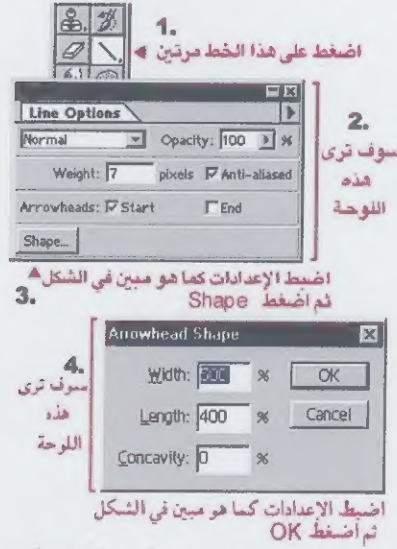 1.
اضغط على هذا الخط مرتين
Line Options
Normal Opacity: 100 %
Weight: 7 pixels Anti-aliased
Arrowheads: Start End
Shape...
2.
سوف ترى
هذه
اللوحة
اضبط الإعدادات كما هو مبين في الشكل
3.
ثم اضغط Shape
Arrowhead Shape
Width: % OK
Length: 400 % Cancel
Concavity: 0 %
4.
سوف ترى
هذه
اللوحة
اضبط الإعدادات كما هو مبين في الشكل
ثم أضغط OK